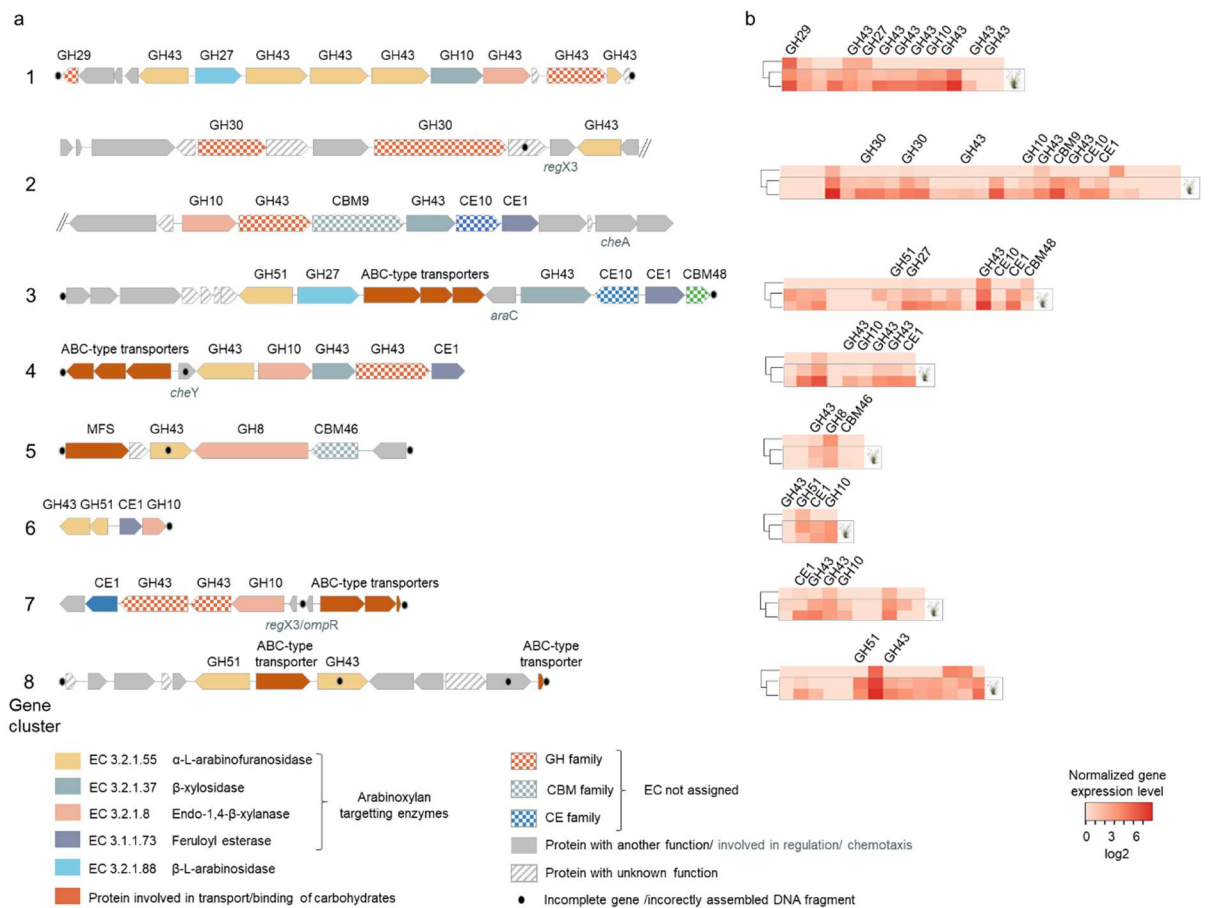 a
b
GH29 GH43 GH27 GH43 GH43 GH43 GH10 GH43 GH43 GH43
1
GH29 GH43 GH27 GH43 GH43 GH43 GH10 GH43 GH43 GH43
GH30 GH30 GH43
regX3
2
GH10 GH43 CBM9 GH43 CE10 CE1
cheA
GH30 GH30 GH43 GH10 GH43 CBM9 GH43 CE10 CE1
GH51 GH27 ABC-type transporters GH43 CE10 CE1 CBM48
3
araC
GH51 GH27 GH43 CE10 CE1 CBM48
ABC-type transporters GH43 GH10 GH43 GH43 CE1
4
cheY
GH43 GH10 GH43 GH43 CE1
MFS GH43 GH8 CBM46
5
GH43 GH8 CBM46
GH43 GH51 CE1 GH10
6
GH43 GH51 CE1 GH10
CE1 GH43 GH43 GH10 ABC-type transporters
7
regX3/ompR
CE1 GH43 GH43 GH10
GH51 ABC-type transporter GH43 ABC-type transporter
8
GH51 GH43
Gene
cluster
EC 3.2.1.55 α-L-arabinofuranosidase
EC 3.2.1.37 β-xylosidase
EC 3.2.1.8 Endo-1,4-β-xylanase
EC 3.1.1.73 Feruloyl esterase
Arabinoxylan
targetting enzymes
EC 3.2.1.88 β-L-arabinosidase
Protein involved in transport/binding of carbohydrates
GH family
CBM family
CE family
EC not assigned
Protein with another function/ involved in regulation/ chemotaxis
Protein with unknown function
Incomplete gene /incorectly assembled DNA fragment
Normalized gene
expression level
0 3 6
log2